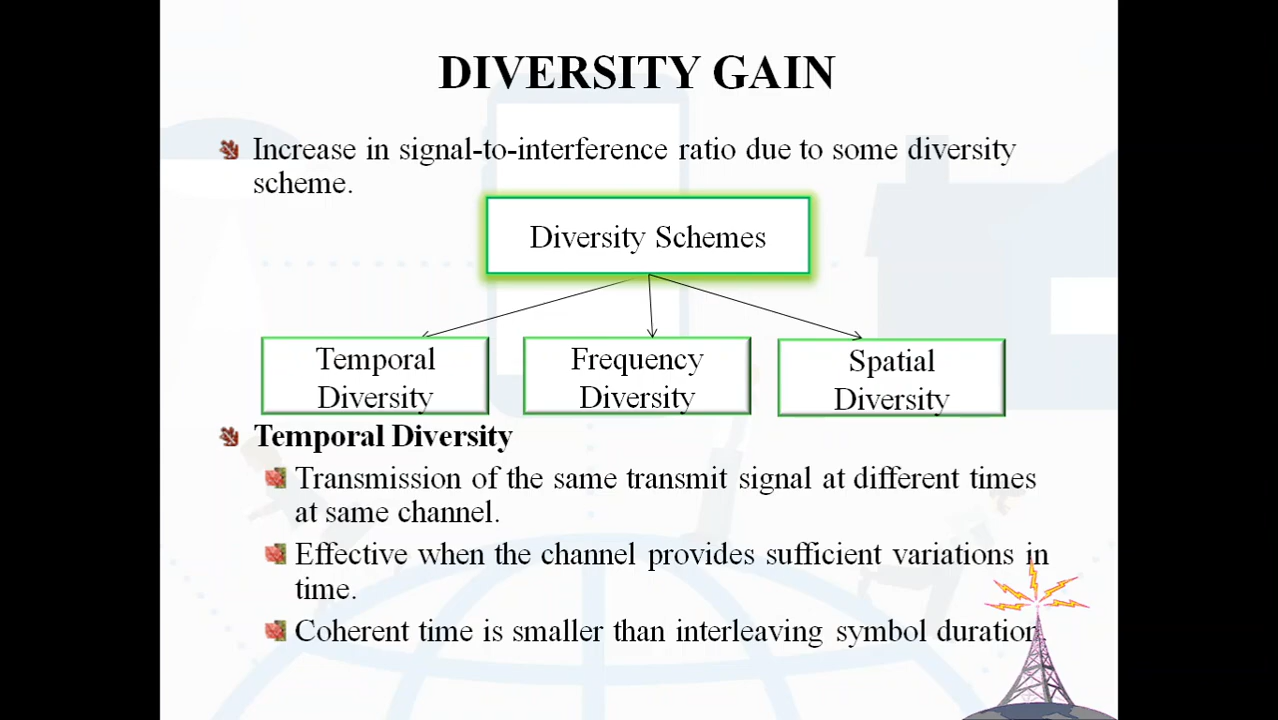 DIVERSITY GAIN
Increase in signal-to-interference ratio due to some diversity
scheme.
Diversity Schemes
Temporal
Diversity
Frequency
Diversity
Spatial
Diversity
Temporal Diversity
Transmission of the same transmit signal at different times
at same channel.
Effective when the channel provides sufficient variations in
time.
Coherent time is smaller than interleaving symbol duration.